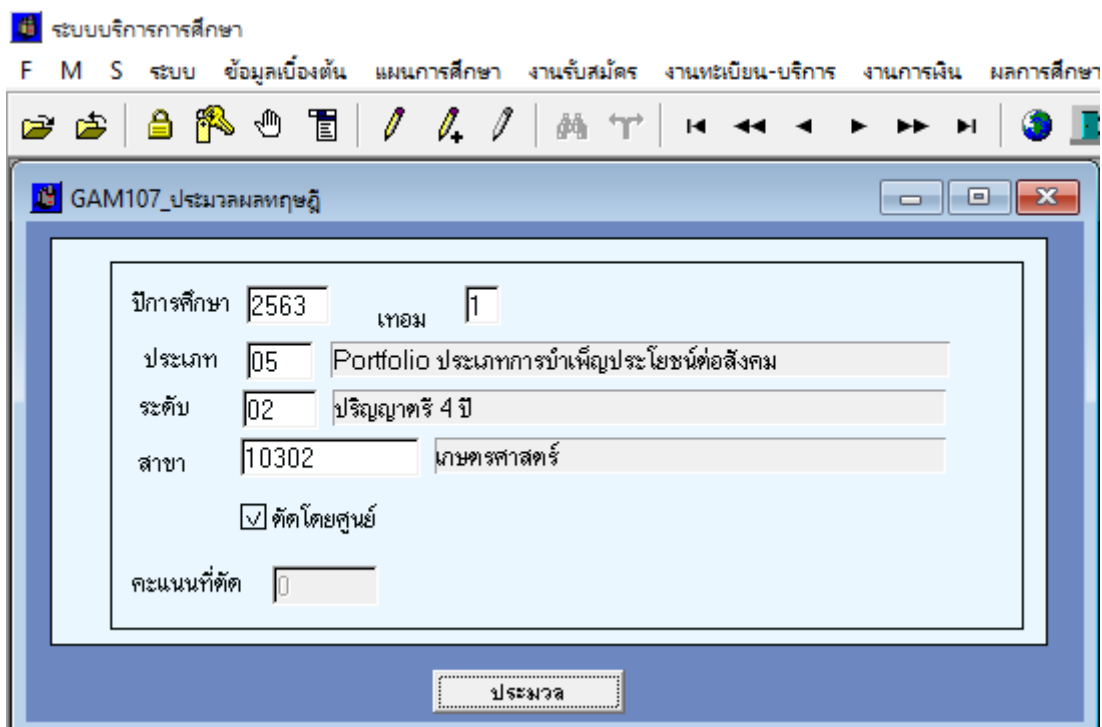 ระบบบริการการศึกษา
F M S ระบบ ข้อมูลเบื้องต้น แผนการศึกษา งานรับสมัคร งานทะเบียน-บริการ งานการเงิน ผลการศึกษา
GAM107_ประมวลผลทฤษฎี
ปีการศึกษา 2563 เทอม 1
ประเภท 05 Portfolio ประเภทการบำเพ็ญประโยชน์ต่อสังคม
ระดับ 02 ปริญญาตรี 4 ปี
สาขา 10302 เกษตรศาสตร์
ตัดโดยศูนย์
คะแนนที่ตัด 0
ประมวล